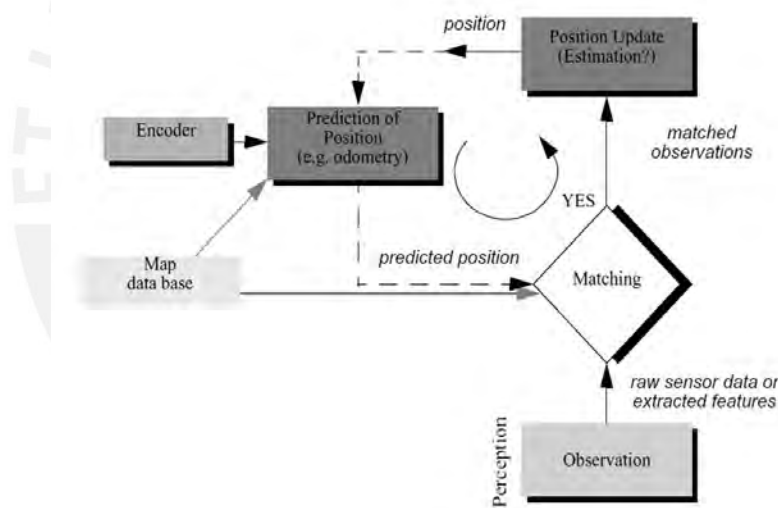 position
Position Update
(Estimation?)
Encoder
Prediction of
Position
(e.g. odometry)
matched
observations
YES
Map
data base
predicted position
Matching
raw sensor data or
extracted features
Perception
Observation